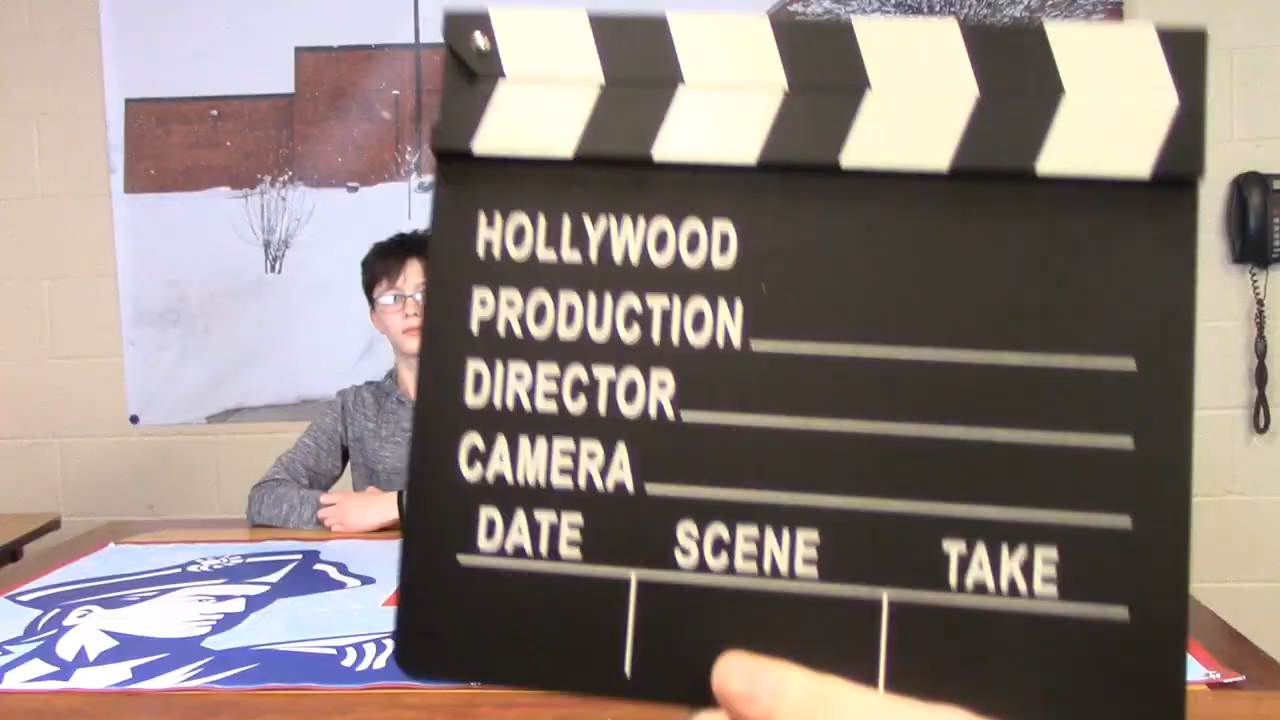 HOLLYWOOD
PRODUCTION
DIRECTOR
CAMERA
DATE SCENE TAKE